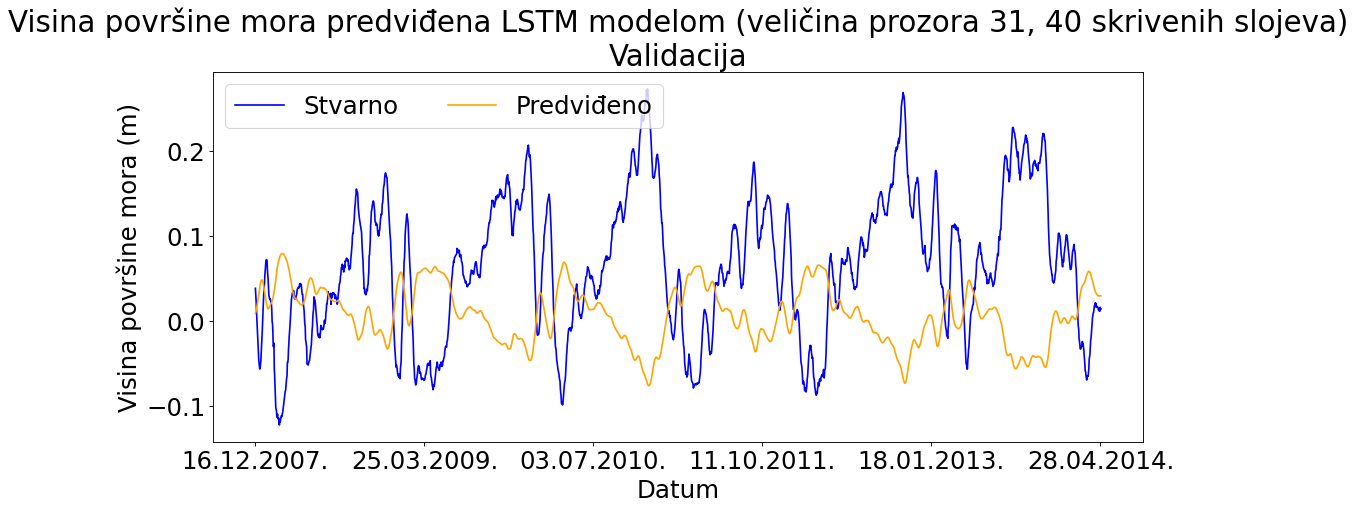 Visina površine mora predviđena LSTM modelom (veličina prozora 31, 40 skrivenih slojeva)
Validacija
Stvarno
Predviđeno
Visina površine mora (m)
0.2
0.1
0.0
−0.1
16.12.2007.
25.03.2009.
03.07.2010.
11.10.2011.
18.01.2013.
28.04.2014.
Datum